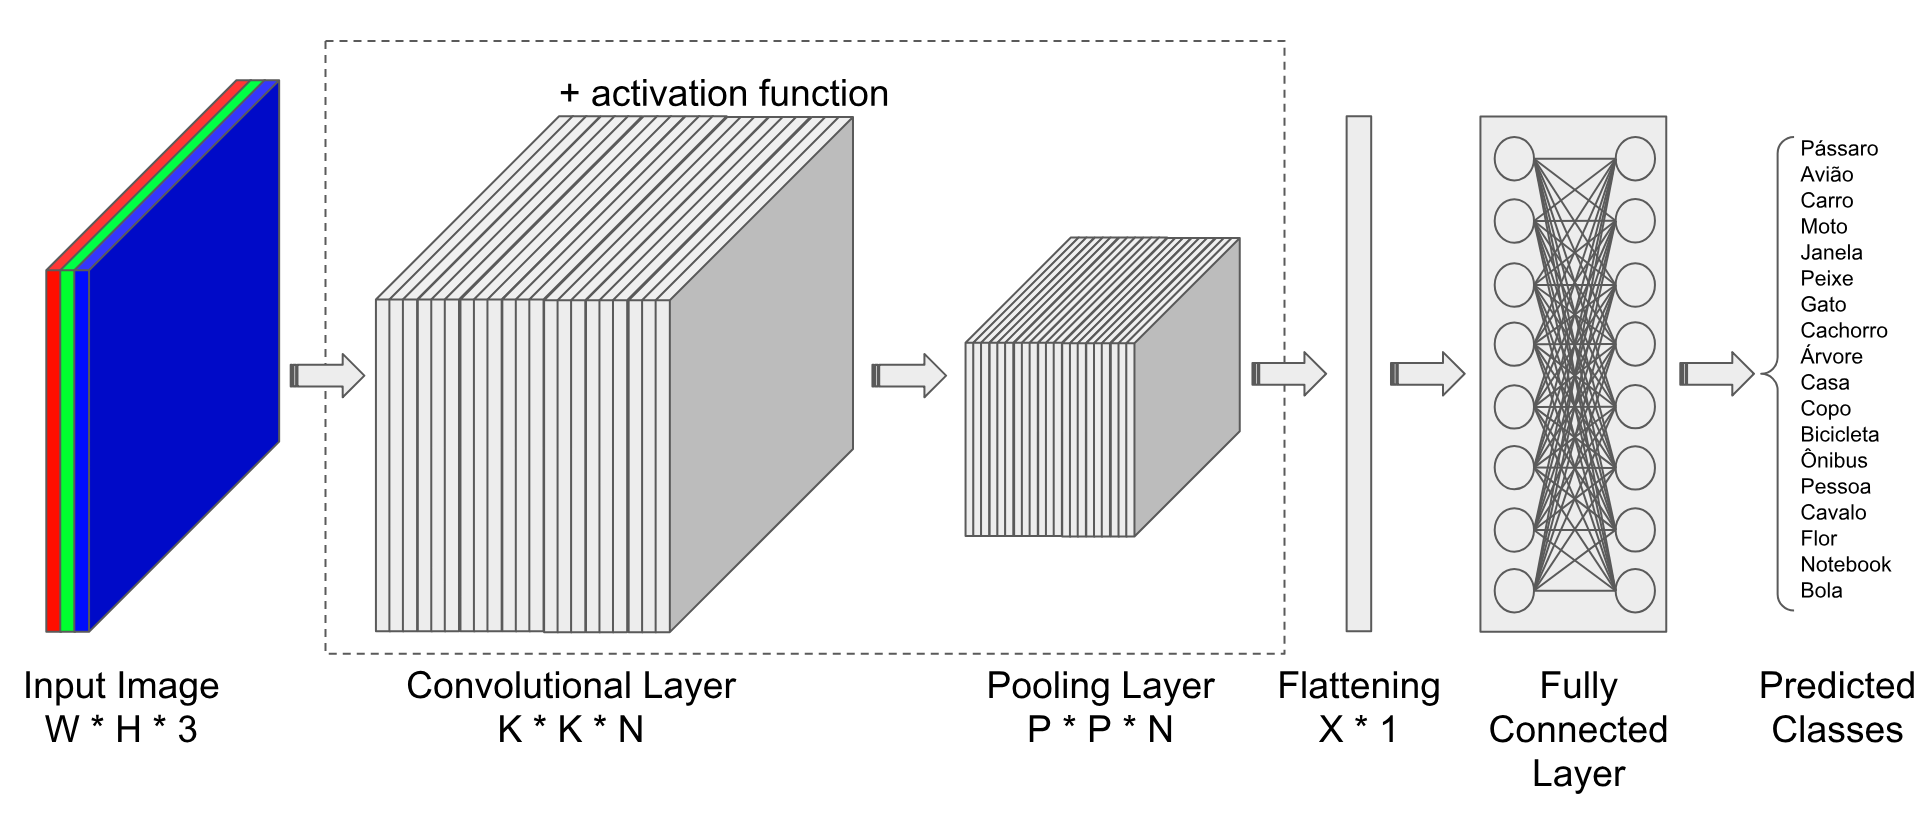 + activation function
Pássaro
Avião
Carro
Moto
Janela
Peixe
Gato
Cachorro
Árvore
Casa
Copo
Bicicleta
Ônibus
Pessoa
Cavalo
Flor
Notebook
Bola
Input Image
W * H * 3
Convolutional Layer
K * K * N
Pooling Layer
P * P * N
Flattening
X * 1
Fully
Connected
Layer
Predicted
Classes